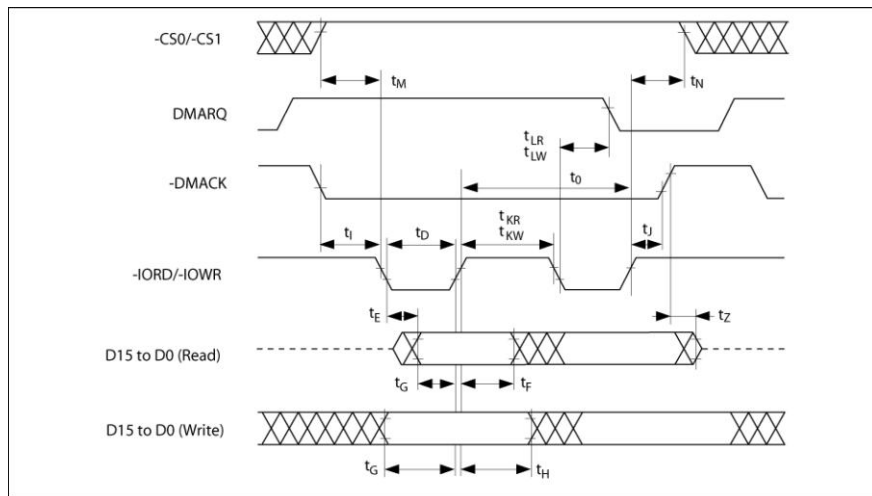 -CS0/-CS1
tM
tN
DMARQ
tLR
tLW
-DMACK
t0
tI
tD
tKR
tKW
tJ
-IORD/-IOWR
tE
tZ
D15 to D0 (Read)
tG
tF
D15 to D0 (Write)
tG
tH